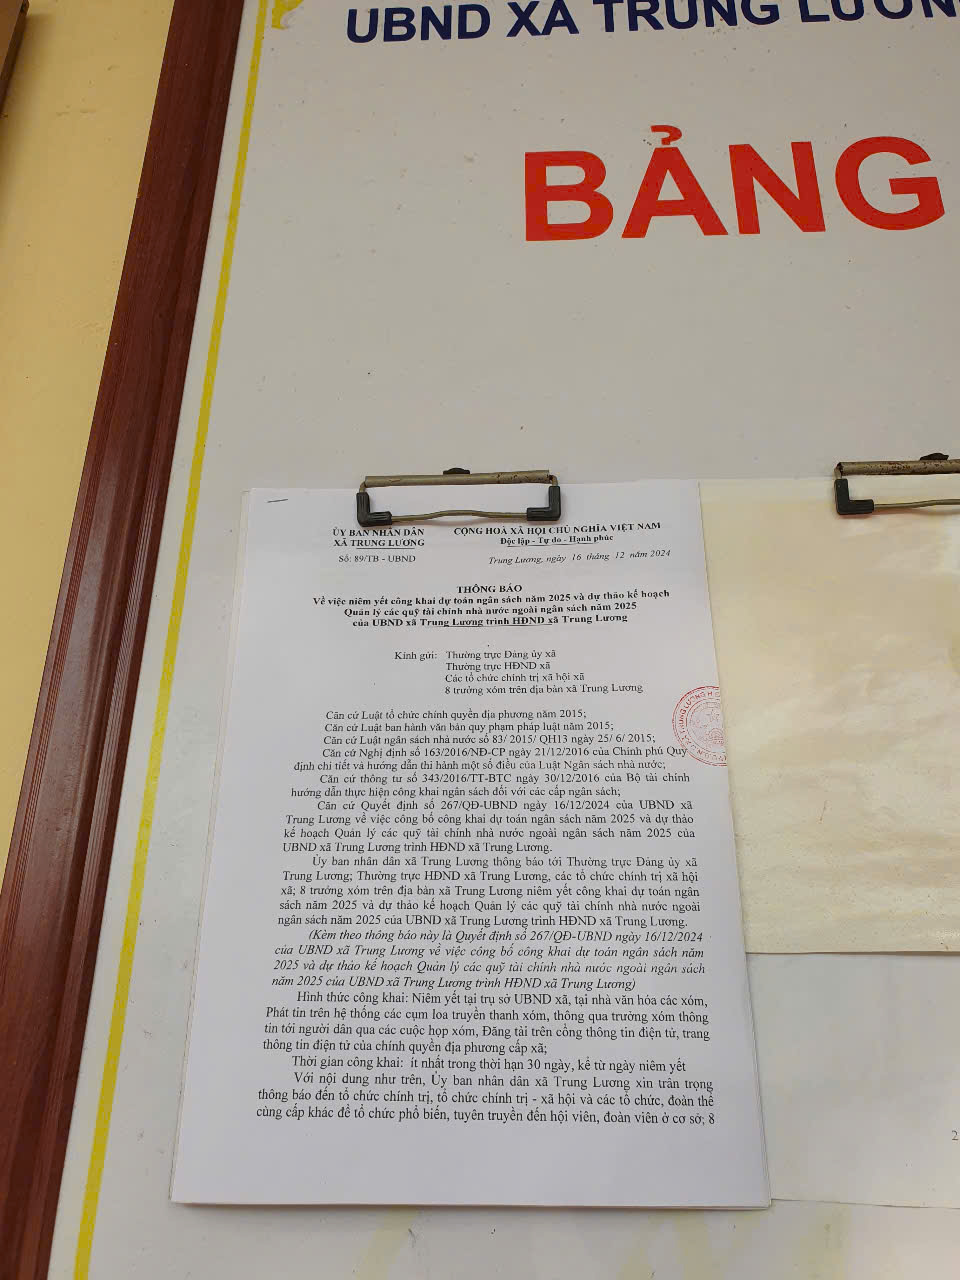 UBND XÃ TRUNG LƯƠN
BẢNG
ỦY BAN NHÂN DÂN
XÃ TRUNG LƯƠNG
Số: 89/TB - UBND
CỘNG HOÀ XÃ HỘI CHỦ NGHĨA VIỆT NAM
Độc lập - Tự do - Hạnh phúc
Trung Lương, ngày 16 tháng 12 năm 2024
THÔNG BÁO
Về việc niêm yết công khai dự toán ngân sách năm 2025 và dự thảo kế hoạch
Quản lý các quỹ tài chính nhà nước ngoài ngân sách năm 2025
của UBND xã Trung Lương trình HĐND xã Trung Lương
Kính gửi: Thường trực Đảng ủy xã
Thường trực HĐND xã
Các tổ chức chính trị xã hội xã
8 trưởng xóm trên địa bàn xã Trung Lương
Căn cứ Luật tổ chức chính quyền địa phương năm 2015;
Căn cứ Luật ban hành văn bản quy phạm pháp luật năm 2015;
Căn cứ Luật ngân sách nhà nước số 83/ 2015/ QH13 ngày 25/ 6/ 2015;
Căn cứ Nghị định số 163/2016/NĐ-CP ngày 21/12/2016 của Chính phủ Quy
định chi tiết và hướng dẫn thi hành một số điều của Luật Ngân sách nhà nước;
Căn cứ thông tư số 343/2016/TT-BTC ngày 30/12/2016 của Bộ tài chính
hướng dẫn thực hiện công khai ngân sách đối với các cấp ngân sách;
Căn cứ Quyết định số 267/QĐ-UBND ngày 16/12/2024 của UBND xã
Trung Lương về việc công bố công khai dự toán ngân sách năm 2025 và dự thảo
kế hoạch Quản lý các quỹ tài chính nhà nước ngoài ngân sách năm 2025 của
UBND xã Trung Lương trình HĐND xã Trung Lương.
Ủy ban nhân dân xã Trung Lương thông báo tới Thường trực Đảng ủy xã
Trung Lương; Thường trực HĐND xã Trung Lương, các tổ chức chính trị xã hội
xã; 8 trưởng xóm trên địa bàn xã Trung Lương niêm yết công khai dự toán ngân
sách năm 2025 và dự thảo kế hoạch Quản lý các quỹ tài chính nhà nước ngoài
ngân sách năm 2025 của UBND xã Trung Lương trình HĐND xã Trung Lương.
(Kèm theo thông báo này là Quyết định số 267/QĐ-UBND ngày 16/12/2024
của UBND xã Trung Lương về việc công bố công khai dự toán ngân sách năm
2025 và dự thảo kế hoạch Quản lý các quỹ tài chính nhà nước ngoài ngân sách
năm 2025 của UBND xã Trung Lương trình HĐND xã Trung Lương)
Hình thức công khai: Niêm yết tại trụ sở UBND xã, tại nhà văn hóa các xóm,
Phát tin trên hệ thống các cụm loa truyền thanh xóm, thông qua trưởng xóm thông
tin tới người dân qua các cuộc họp xóm, Đăng tải trên cổng thông tin điện tử, trang
thông tin điện tử của chính quyền địa phương cấp xã;
Thời gian công khai: ít nhất trong thời hạn 30 ngày, kể từ ngày niêm yết
Với nội dung như trên, Ủy ban nhân dân xã Trung Lương xin trân trọng
thông báo đến tổ chức chính trị, tổ chức chính trị - xã hội và các tổ chức, đoàn thể
cùng cấp khác để tổ chức phổ biến, tuyên truyền đến hội viên, đoàn viên ở cơ sở; 8
2